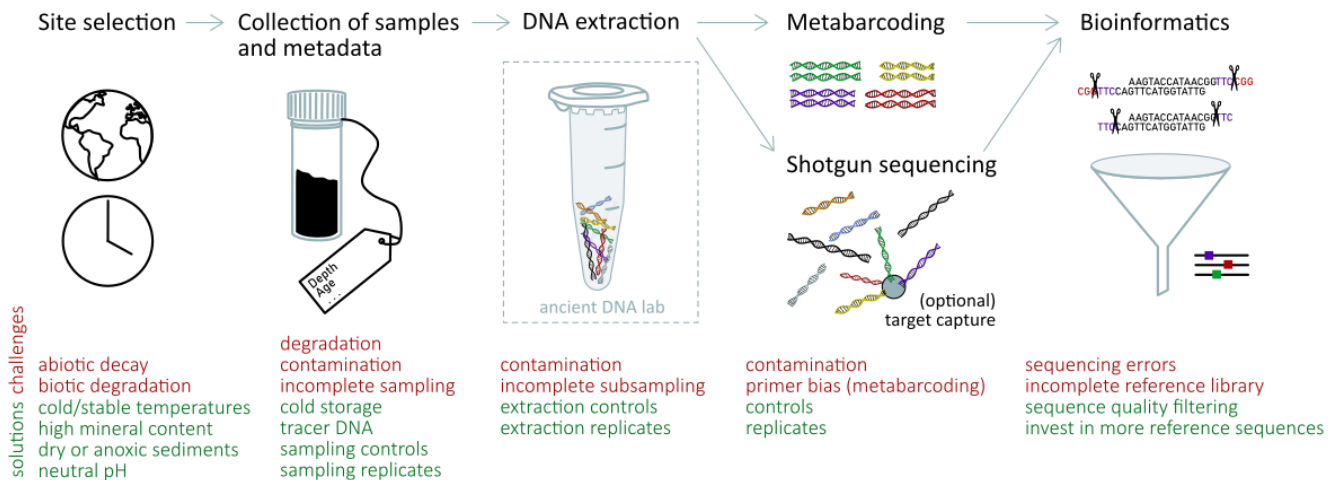 Site selection
Collection of samples
and metadata
DNA extraction
Metabarcoding
Bioinformatics
AAGTACCATAACGGTTCCGG
CGGTTCCAGTTCATGGTATTG
AAGTACCATAACGGTTC
TTCCAGTTCATGGTATTG
Shotgun sequencing
Depth
Age
...
ancient DNA lab
(optional)
target capture
challenges
abiotic decay
biotic degradation
degradation
contamination
incomplete sampling
contamination
incomplete subsampling
contamination
primer bias (metabarcoding)
sequencing errors
incomplete reference library
solutions
cold/stable temperatures
high mineral content
dry or anoxic sediments
neutral pH
cold storage
tracer DNA
sampling controls
sampling replicates
extraction controls
extraction replicates
controls
replicates
sequence quality filtering
invest in more reference sequences